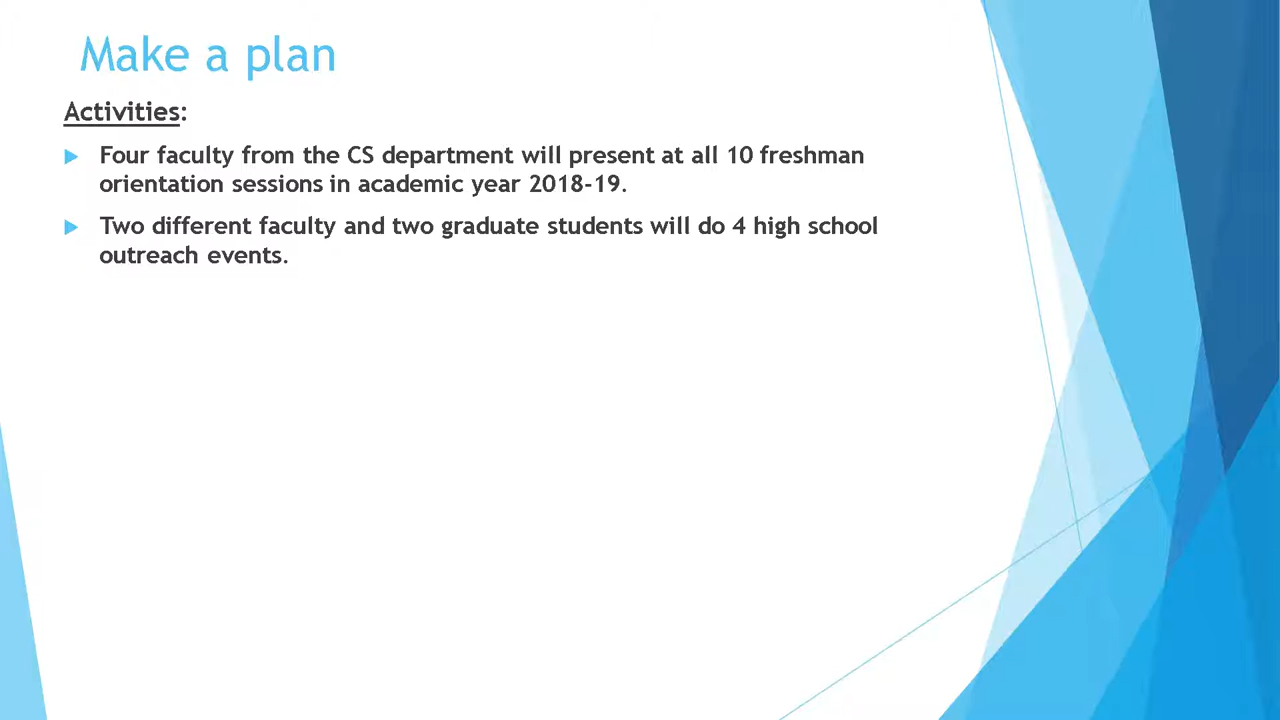 Make a plan
Activities:
Four faculty from the CS department will present at all 10 freshman
orientation sessions in academic year 2018-19.
Two different faculty and two graduate students will do 4 high school
outreach events.